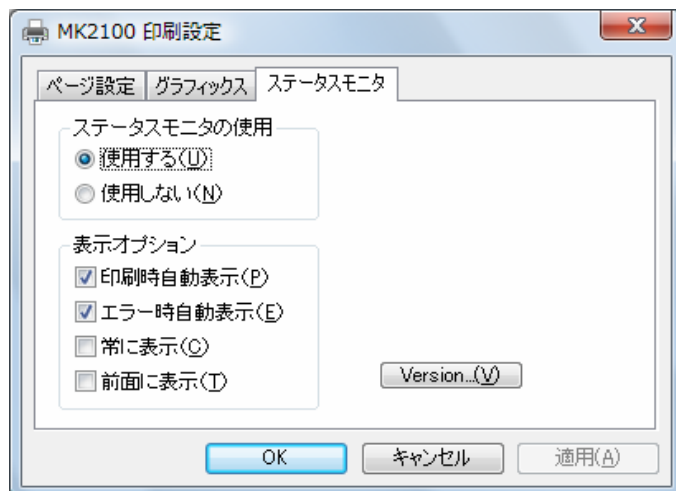 MK2100 印刷設定
ページ設定 グラフィックス ステータスモニタ
ステータスモニタの使用
使用する(U)
使用しない(N)
表示オプション
印刷時自動表示(P)
エラー時自動表示(E)
常に表示(C)
前面に表示(T)
Version...(V)
OK キャンセル 適用(A)